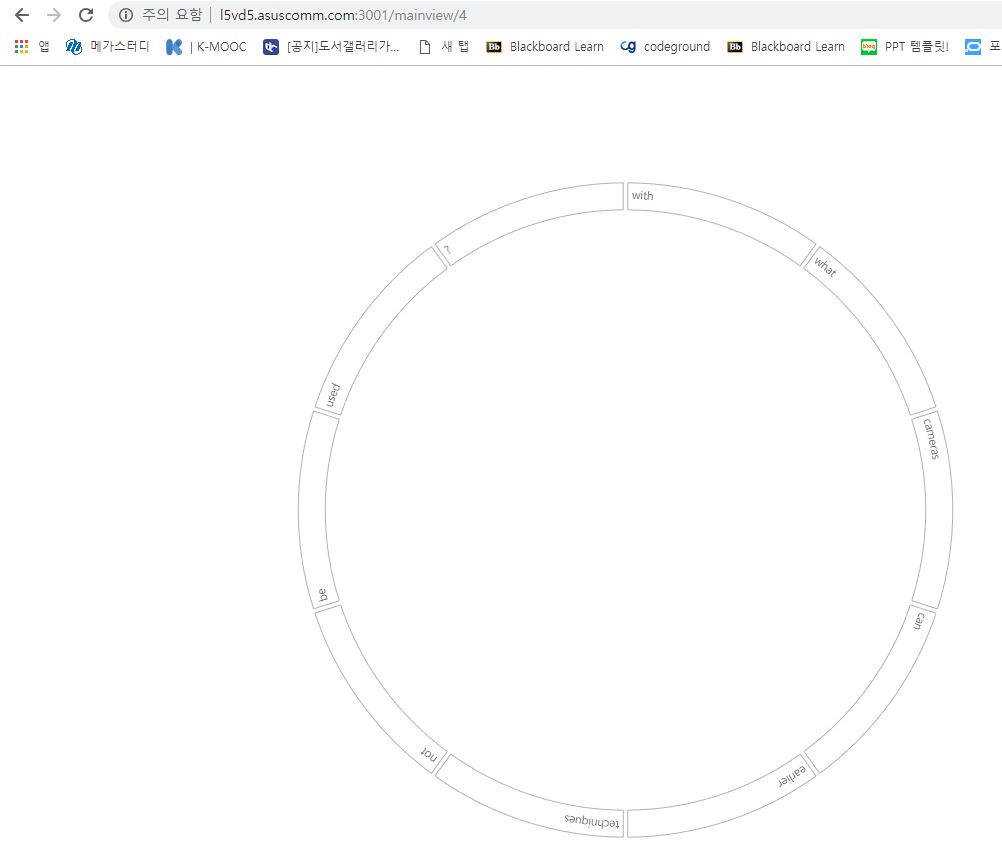 주의 요함 | l5vd5.asuscomm.com:3001/mainview/4
앱 메가스터디 | K-MOOC [공지]도서갤러리가... 새 탭 Blackboard Learn codeground Blackboard Learn PPT 템플릿! 포
with
what
cameras
can
earlier
techniques
not
be
used
?